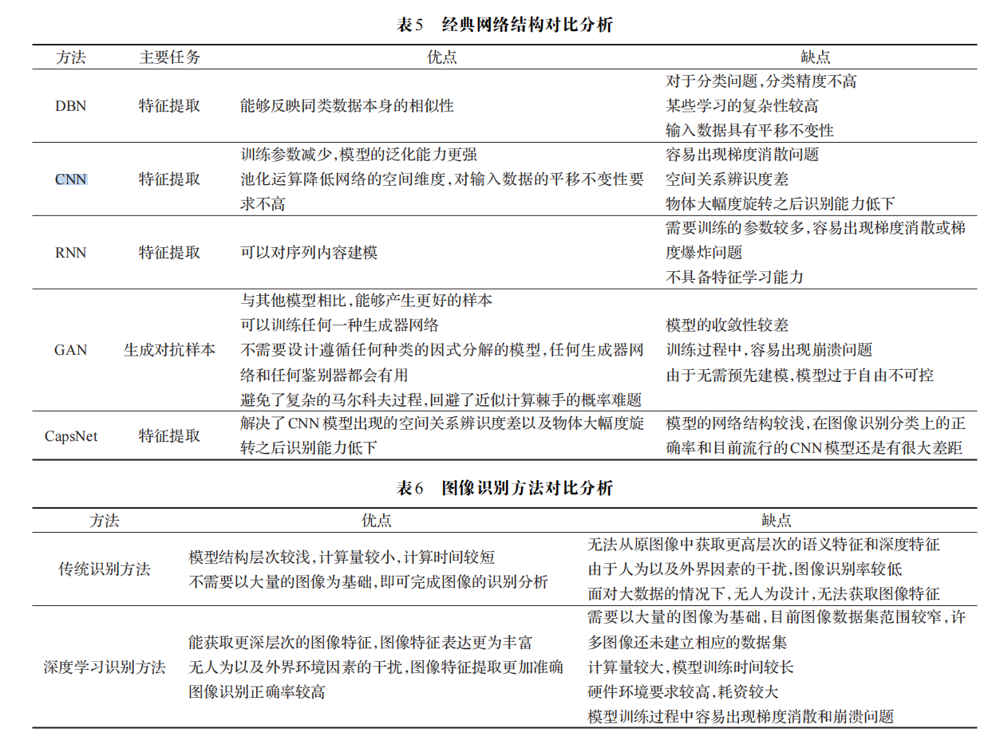 表5 经典网络结构对比分析
方法 主要任务 优点 缺点
DBN 特征提取 能够反映同类数据本身的相似性 对于分类问题,分类精度不高
某些学习的复杂性较高
输入数据具有平移不变性
CNN 特征提取 训练参数减少,模型的泛化能力更强
池化运算降低网络的空间维度,对输入数据的平移不变性要
求不高
容易出现梯度消散问题
空间关系辨识度差
物体大幅度旋转之后识别能力低下
RNN 特征提取 可以对序列内容建模 需要训练的参数较多,容易出现梯度消散或梯
度爆炸问题
不具备特征学习能力
GAN 生成对抗样本 与其他模型相比,能够产生更好的样本
可以训练任何一种生成器网络
不需要设计遵循任何种类的因式分解的模型,任何生成器网
络和任何鉴别器都会有用
避免了复杂的马尔科夫过程,回避了近似计算棘手的概率难题
模型的收敛性较差
训练过程中,容易出现崩溃问题
由于无需预先建模,模型过于自由不可控
CapsNet 特征提取 解决了CNN模型出现的空间关系辨识度差以及物体大幅度旋
转之后识别能力低下
模型的网络结构较浅,在图像识别分类上的正
确率和目前流行的CNN模型还是有很大差距
表6 图像识别方法对比分析
方法 优点 缺点
传统识别方法 模型结构层次较浅,计算量较小,计算时间较短
不需要以大量的图像为基础,即可完成图像的识别分析
无法从原图像中获取更高层次的语义特征和深度特征
由于人为以及外界因素的干扰,图像识别率较低
面对大数据的情况下,无人为设计,无法获取图像特征
深度学习识别方法 能获取更深层次的图像特征,图像特征表达更为丰富
无人为以及外界环境因素的干扰,图像特征提取更加准确
图像识别正确率较高
需要以大量的图像为基础,目前图像数据集范围较窄,许
多图像还未建立相应的数据集
计算量较大,模型训练时间较长
硬件环境要求较高,耗资较大
模型训练过程中容易出现梯度消散和崩溃问题